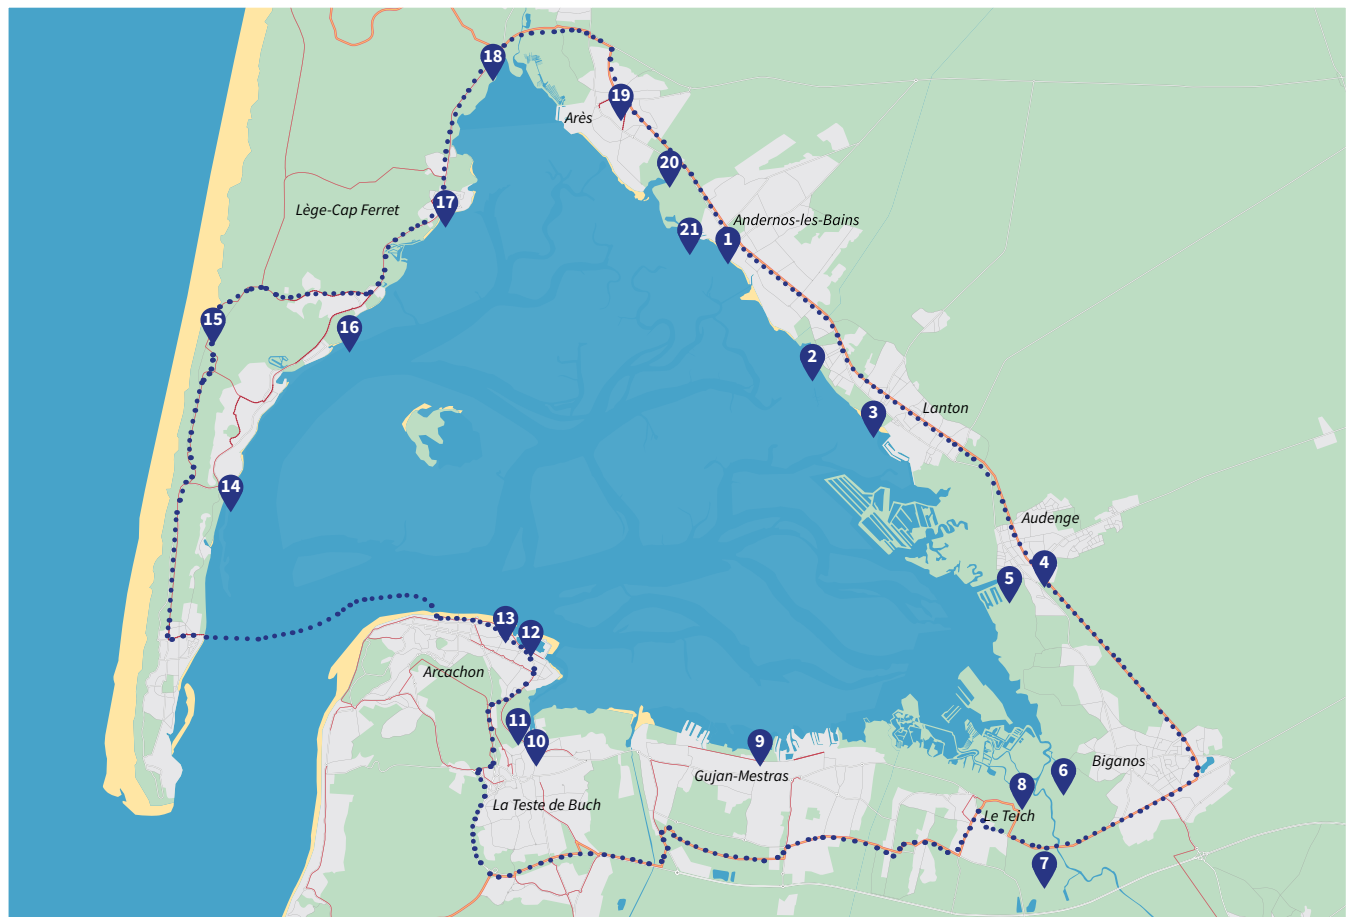 18
19
Arès
20
17
Lège-Cap Ferret
Andernos-les-Bains
21
1
15
16
2
3
Lanton
14
Audenge
4
5
13
12
Arcachon
11
10
9
Biganos
6
Gujan-Mestras
8
La Teste de Buch
Le Teich
7